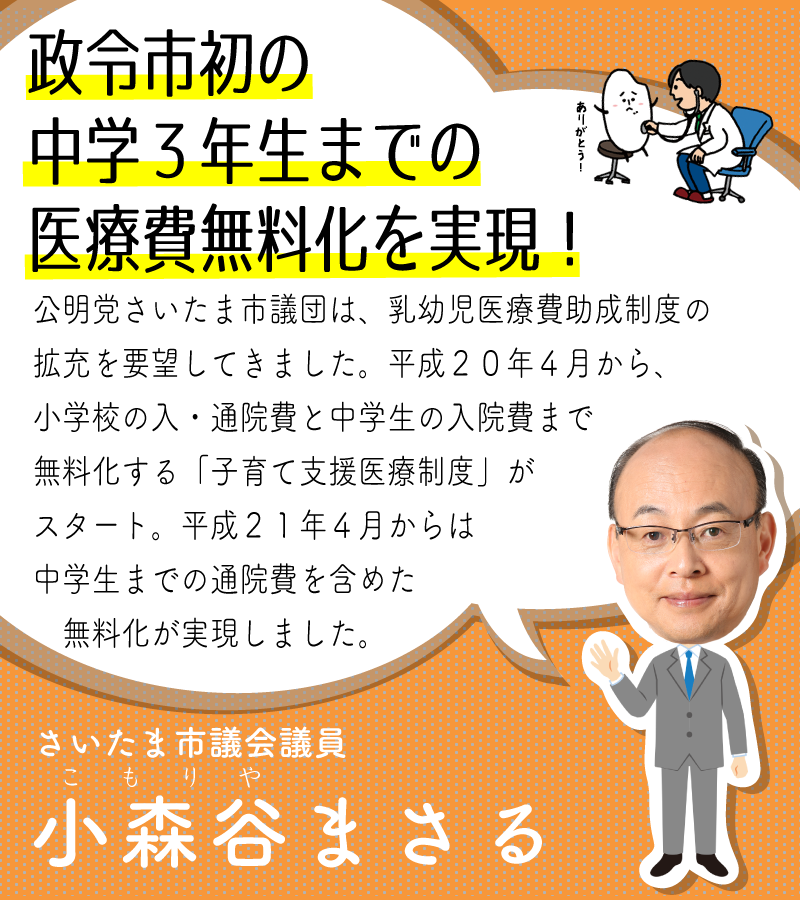 政令市初の
中学３年生までの
医療費無料化を実現！
ありがとう！
公明党さいたま市議団は、乳幼児医療費助成制度の
拡充を要望してきました。平成２０年４月から、
小学校の入・通院費と中学生の入院費まで
無料化する「子育て支援医療制度」が
スタート。平成２１年４月からは
中学生までの通院費を含めた
無料化が実現しました。
さいたま市議会議員
こもりや
小森谷まさる